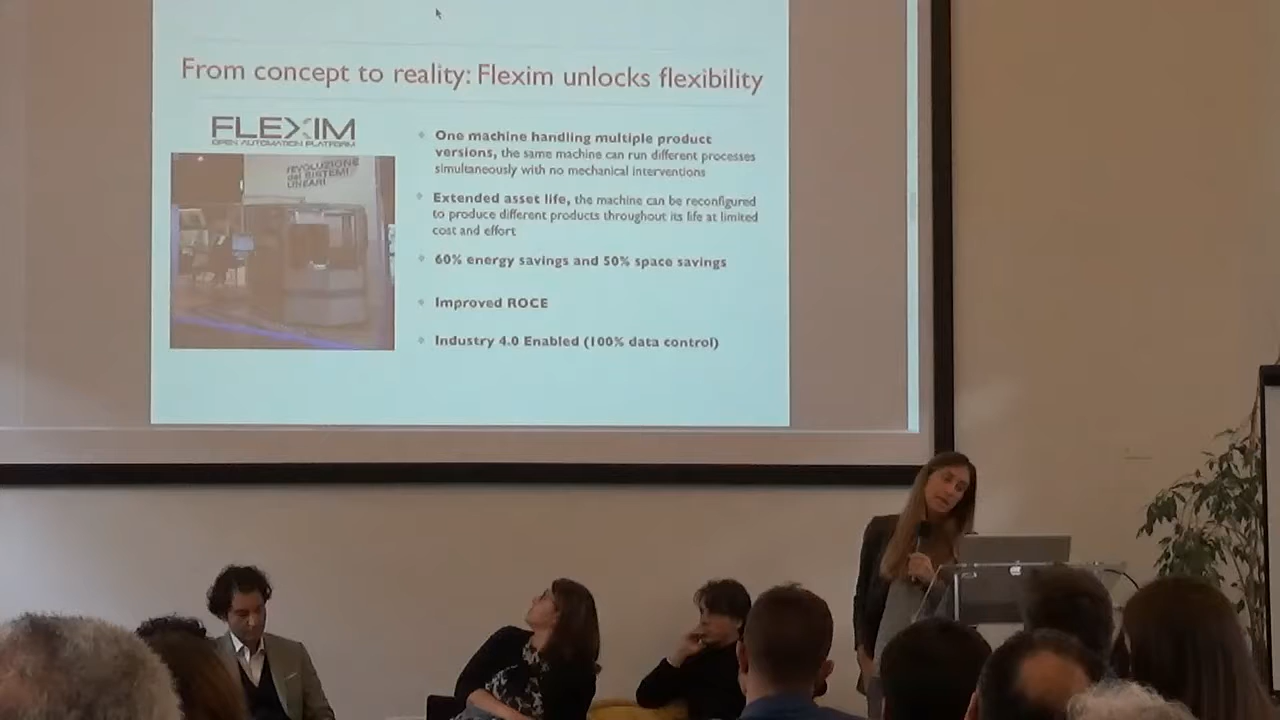 From concept to reality: Flexim unlocks flexibility
FLEXIM
OPEN AUTOMATION PLATFORM
rEVOLUZIONE
dei SISTEMI
LINEARI
One machine handling multiple product
versions, the same machine can run different processes
simultaneously with no mechanical interventions
Extended asset life, the machine can be reconfigured
to produce different products throughout its life at limited
cost and effort
60% energy savings and 50% space savings
Improved ROCE
Industry 4.0 Enabled (100% data control)